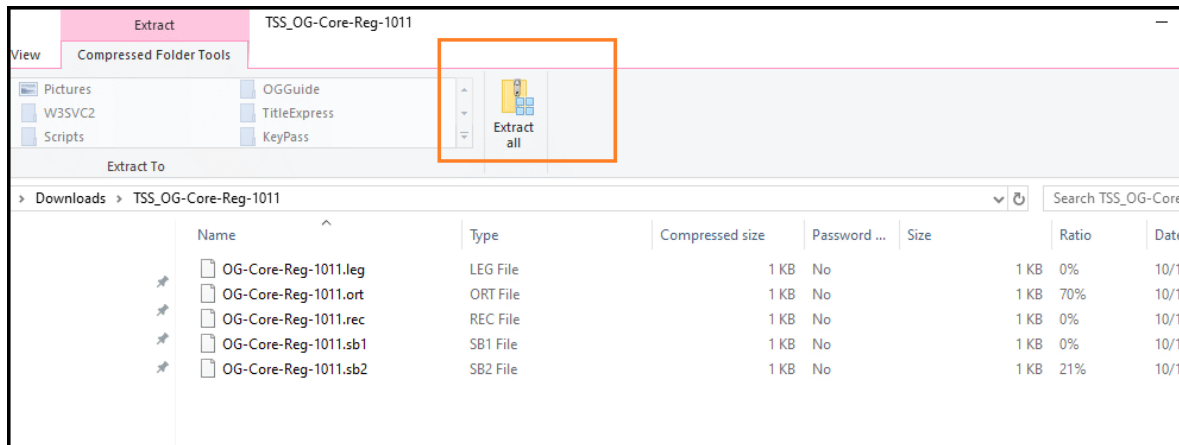 Extract TSS_OG-Core-Reg-1011
View Compressed Folder Tools
Pictures OGGuide
W3SVC2 TitleExpress
Scripts KeyPass
Extract all
Extract To
> Downloads > TSS_OG-Core-Reg-1011 Search TSS_OG-Core
Name Type Compressed size Password ... Size Ratio Date
OG-Core-Reg-1011.leg LEG File 1 KB No 1 KB 0% 10/1
OG-Core-Reg-1011.ort ORT File 1 KB No 1 KB 70% 10/1
OG-Core-Reg-1011.rec REC File 1 KB No 1 KB 0% 10/1
OG-Core-Reg-1011.sb1 SB1 File 1 KB No 1 KB 0% 10/1
OG-Core-Reg-1011.sb2 SB2 File 1 KB No 1 KB 21% 10/1